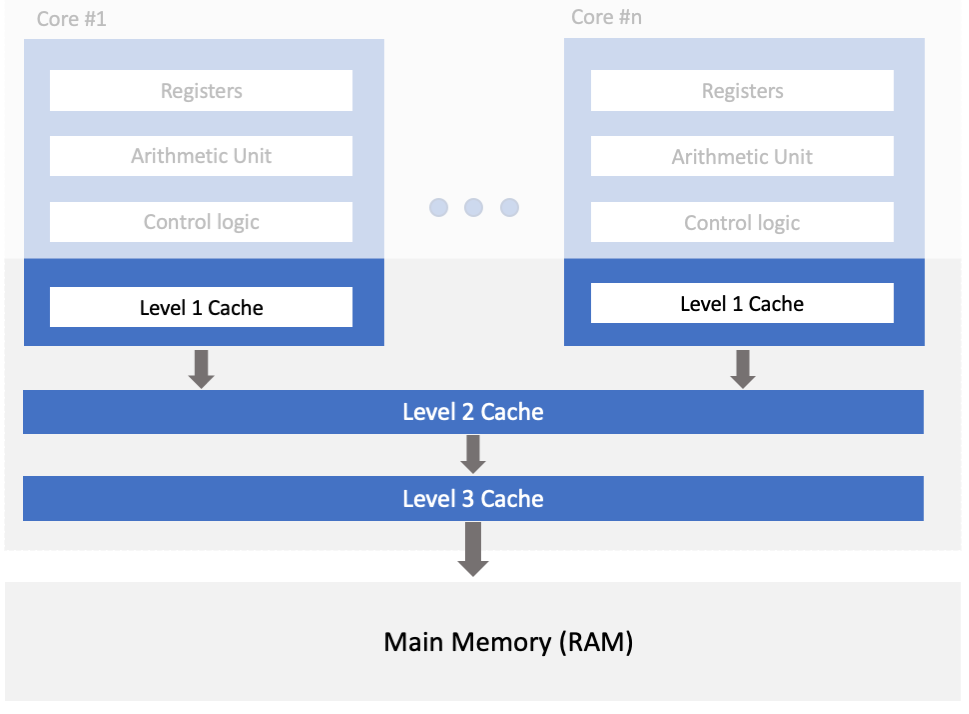 Core #1
Core #n
Registers
Registers
Arithmetic Unit
Arithmetic Unit
Control logic
Control logic
Level 1 Cache
Level 1 Cache
Level 2 Cache
Level 3 Cache
Main Memory (RAM)